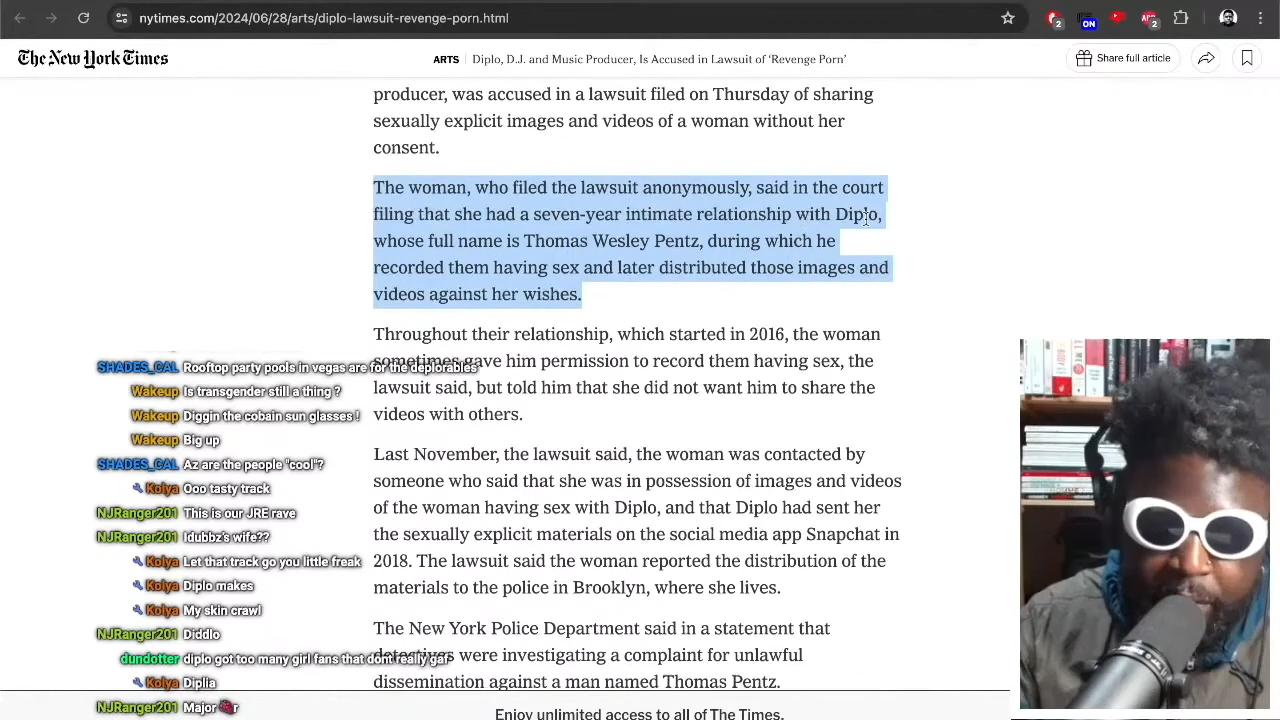 nytimes.com/2024/06/28/arts/diplo-lawsuit-revenge-porn.html
2
ON
2
The New York Times
ARTS | Diplo, D.J. and Music Producer, Is Accused in Lawsuit of ‘Revenge Porn’
Share full article
producer, was accused in a lawsuit filed on Thursday of sharing
sexually explicit images and videos of a woman without her
consent.
The woman, who filed the lawsuit anonymously, said in the court
filing that she had a seven-year intimate relationship with Diplo,
whose full name is Thomas Wesley Pentz, during which he
recorded them having sex and later distributed those images and
videos against her wishes.
Throughout their relationship, which started in 2016, the woman
sometimes gave him permission to record them having sex, the
lawsuit said, but told him that she did not want him to share the
videos with others.
Last November, the lawsuit said, the woman was contacted by
someone who said that she was in possession of images and videos
of the woman having sex with Diplo, and that Diplo had sent her
the sexually explicit materials on the social media app Snapchat in
2018. The lawsuit said the woman reported the distribution of the
materials to the police in Brooklyn, where she lives.
The New York Police Department said in a statement that
detectives were investigating a complaint for unlawful
dissemination against a man named Thomas Pentz.
Enjoy unlimited access to all of The Times.
SHADES_CAL Rooftop party pools in vegas are for the deplorables
Wakeup Is transgender still a thing ?
Wakeup Diggin the cobain sun glasses !
Wakeup Big up
SHADES_CAL Az are the people "cool"?
Koiya Ooo tasty track
NJRanger201 This is our JRE rave
NJRanger201 Idubbz's wife??
Koiya Let that track go you little freak
Koiya Diplo makes
Koiya My skin crawl
NJRanger201 Diddlo
dundotter diplo got too many girl fans that dont really gaf
Koiya Diplia
NJRanger201 Major r